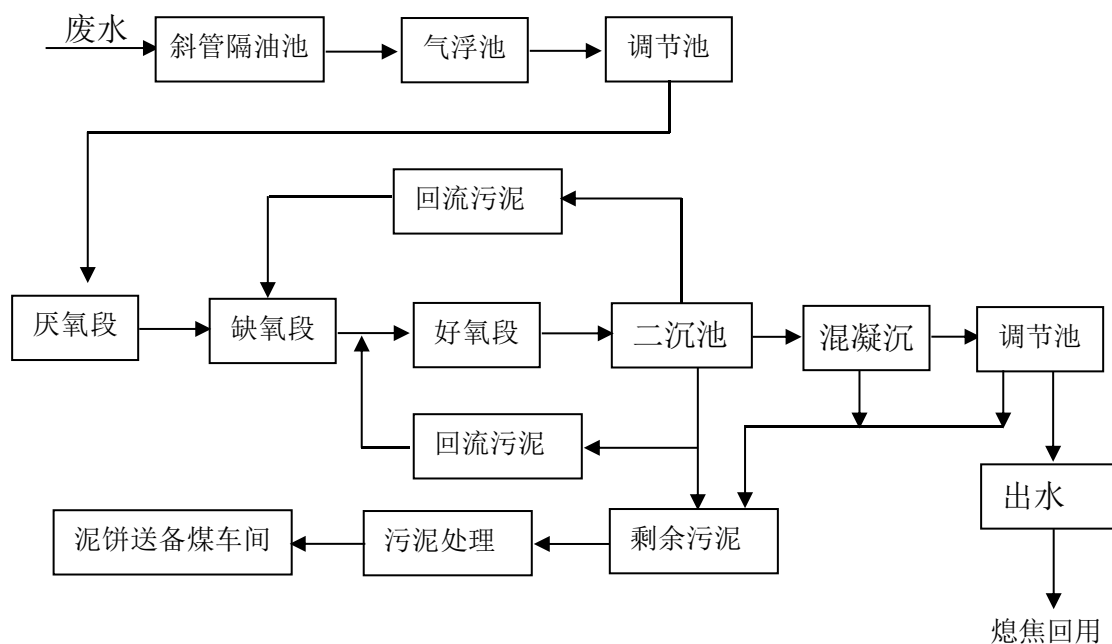 废水
斜管隔油池
气浮池
调节池
回流污泥
厌氧段
缺氧段
好氧段
二沉池
混凝沉
调节池
回流污泥
出水
泥饼送备煤车间
污泥处理
剩余污泥
熄焦回用